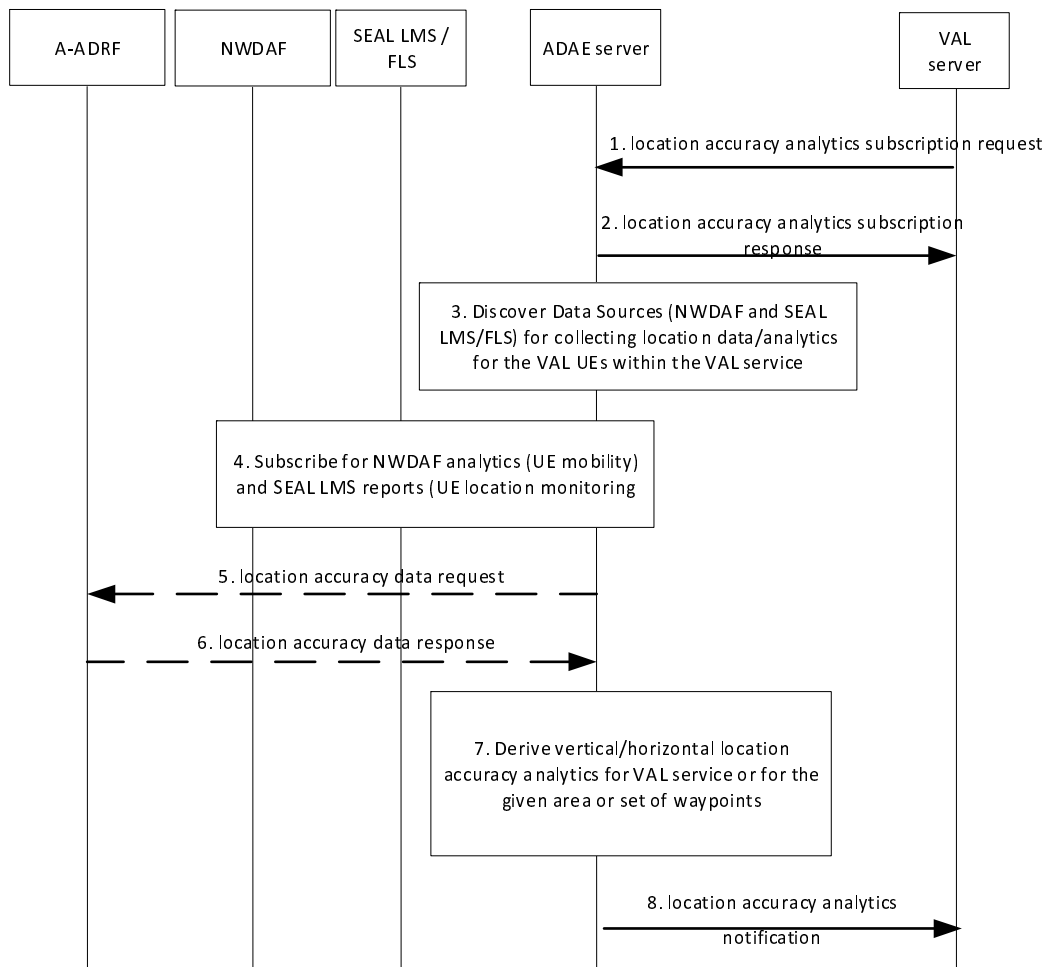 A-ADRF
NWDAF
SEAL LMS /
FLS
ADAE server
VAL
server
1. location accuracy analytics subscription request
2. location accuracy analytics subscription
response
3. Discover Data Sources (NWDAF and SEAL
LMS/FLS) for collecting location data/analytics
for the VAL UEs within the VAL service
4. Subscribe for NWDAF analytics (UE mobility)
and SEAL LMS reports (UE location monitoring
5. location accuracy data request
6. location accuracy data response
7. Derive vertical/horizontal location
accuracy analytics for VAL service or for the
given area or set of waypoints
8. location accuracy analytics
notification